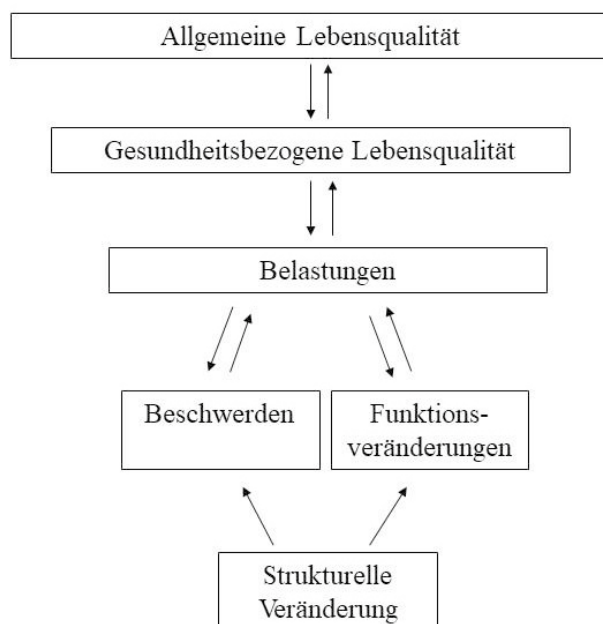 Allgemeine Lebensqualität
Gesundheitsbezogene Lebensqualität
Belastungen
Beschwerden
Funktions-
veränderungen
Strukturelle
Veränderung